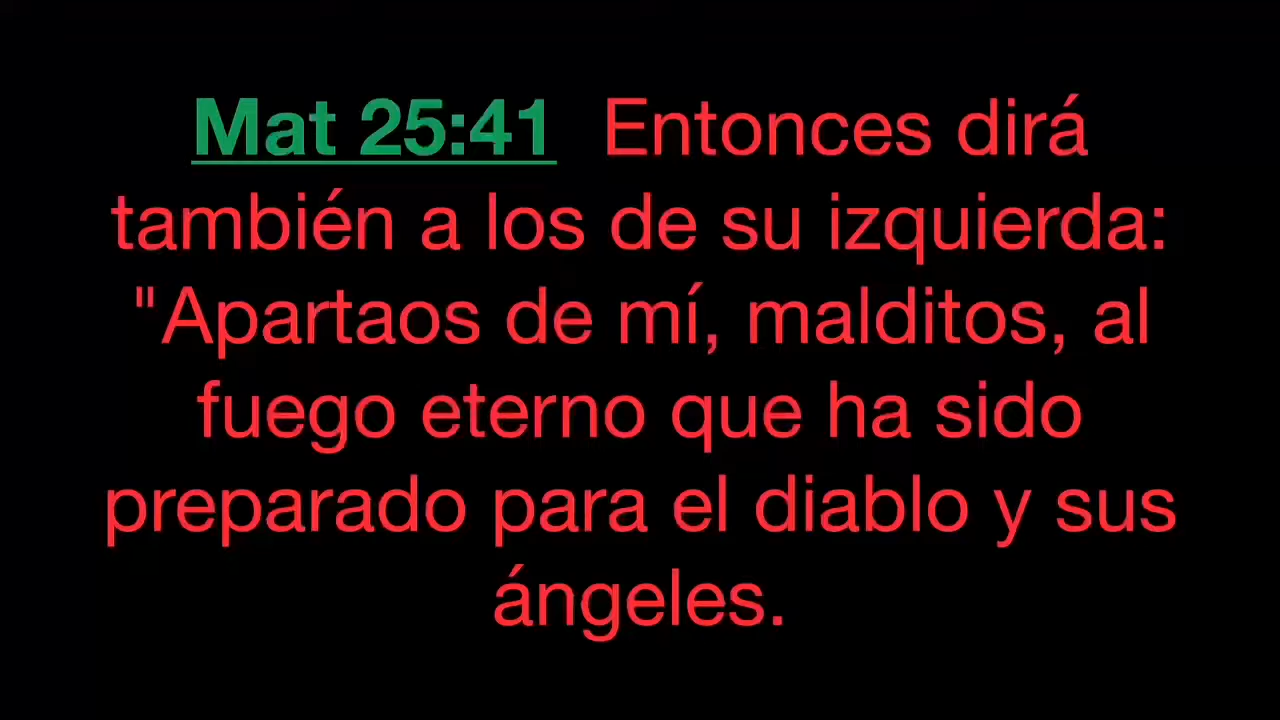 Mat 25:41 Entonces dirá
también a los de su izquierda:
"Apartaos de mí, malditos, al
fuego eterno que ha sido
preparado para el diablo y sus
ángeles.